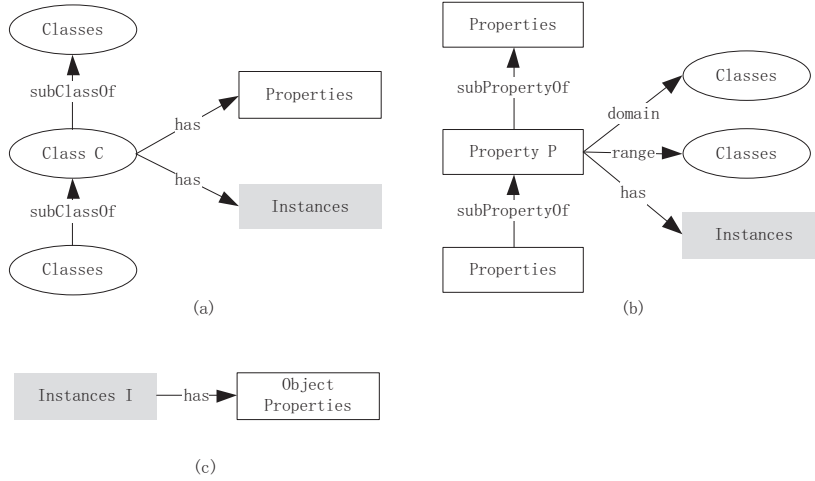 Classes
subClassOf
Properties
has
Class C
has
Instances
subClassOf
Classes
(a)
Properties
subPropertyOf
Classes
domain
Property P
range
Classes
has
subPropertyOf
Instances
Properties
(b)
Instances I
has
Object
Properties
(c)